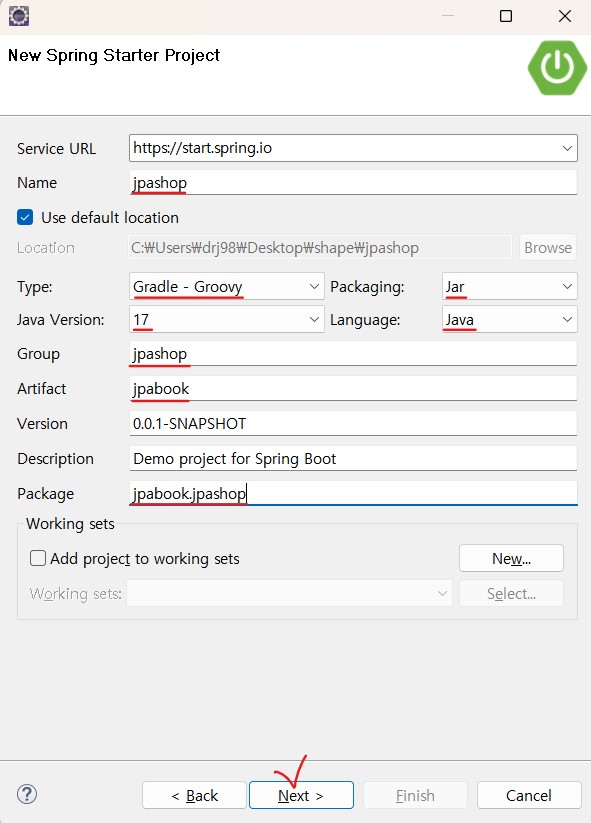 New Spring Starter Project
Service URL https://start.spring.io
Name jpashop
Use default location
Location C:₩Users₩drj98₩Desktop₩shape₩jpashop Browse
Type: Gradle - Groovy Packaging: Jar
Java Version: 17 Language: Java
Group jpashop
Artifact jpabook
Version 0.0.1-SNAPSHOT
Description Demo project for Spring Boot
Package jpabook.jpashop
Working sets
Add project to working sets New...
Working sets: Select...
? < Back Next > Finish Cancel